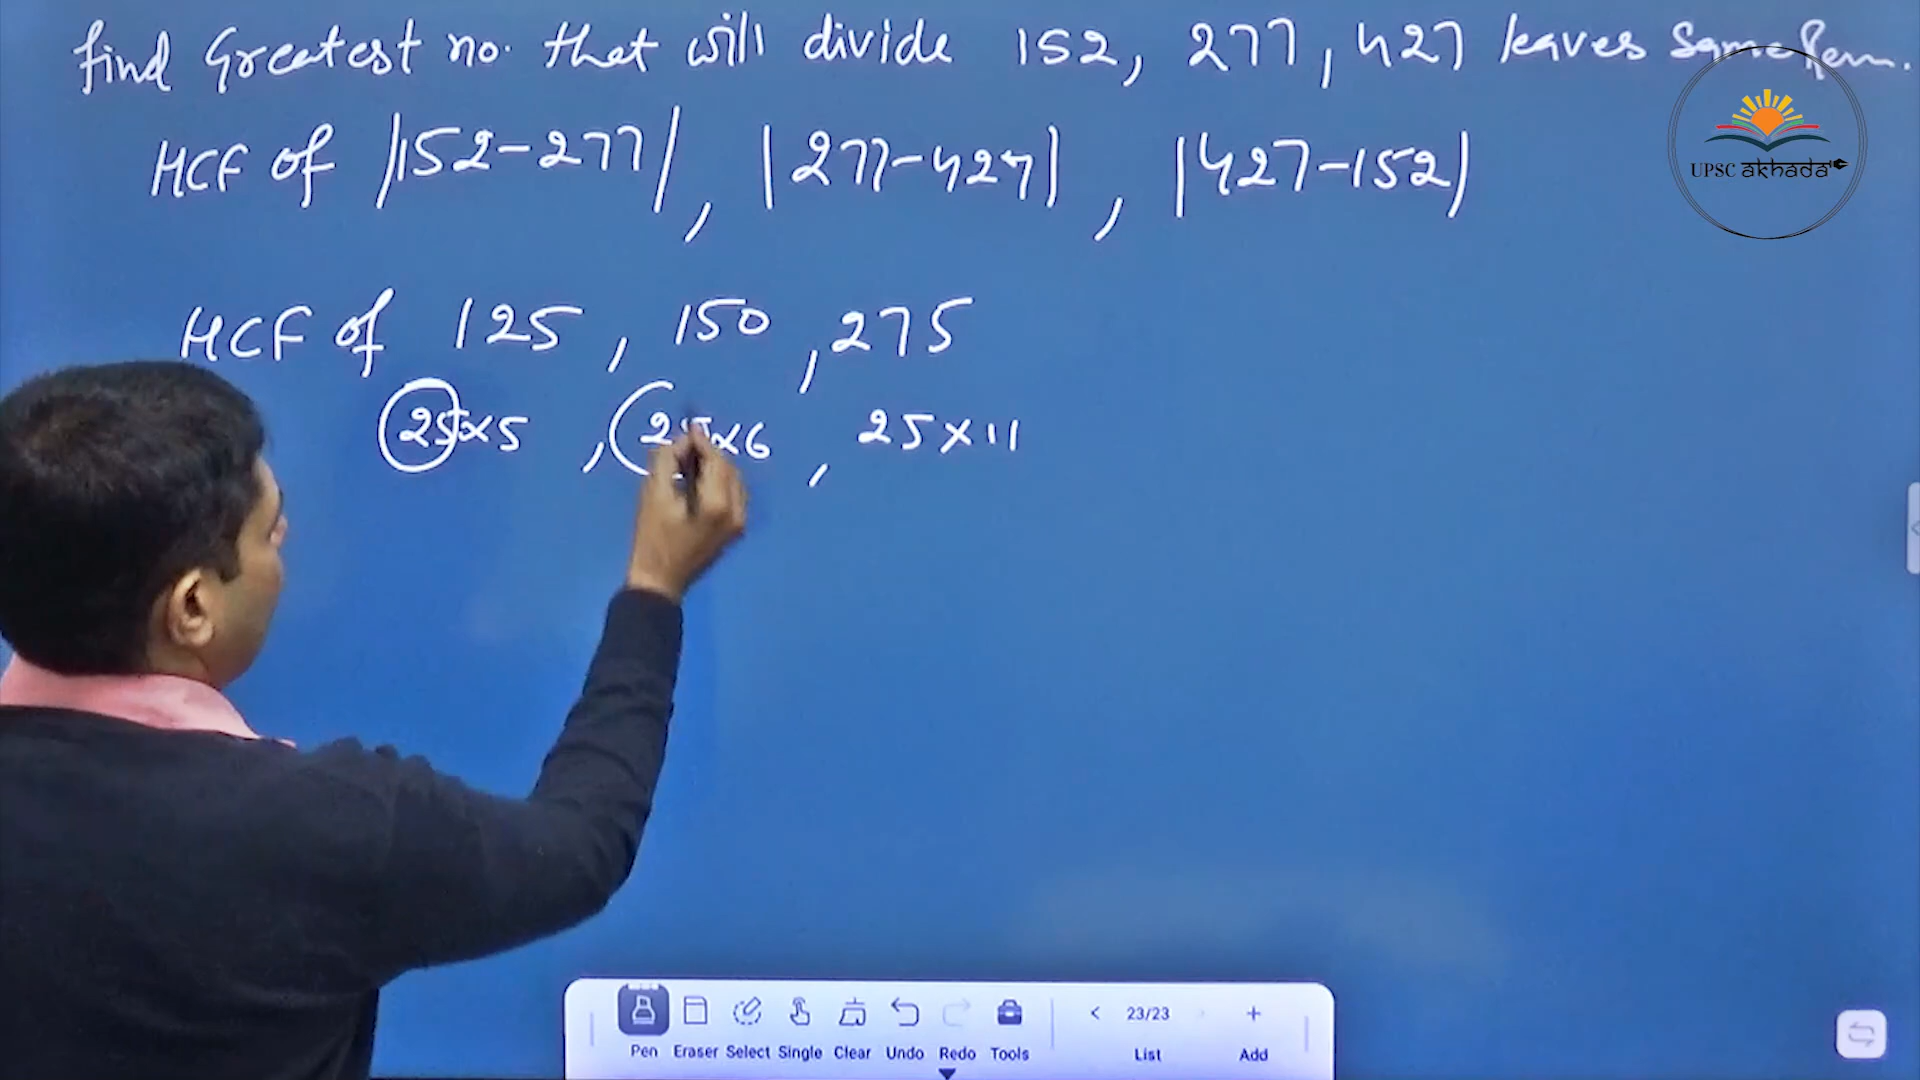 find Greatest no. that will divide 152, 277, 427 leaves same Rem.
HCF of |152-277|, |277-427|, |427-152|
UPSC akhada
HCF of 125, 150, 275
25×5, 25×6, 25×11
Pen Eraser Select Single Clear Undo Redo Tools < 23/23 > List + Add